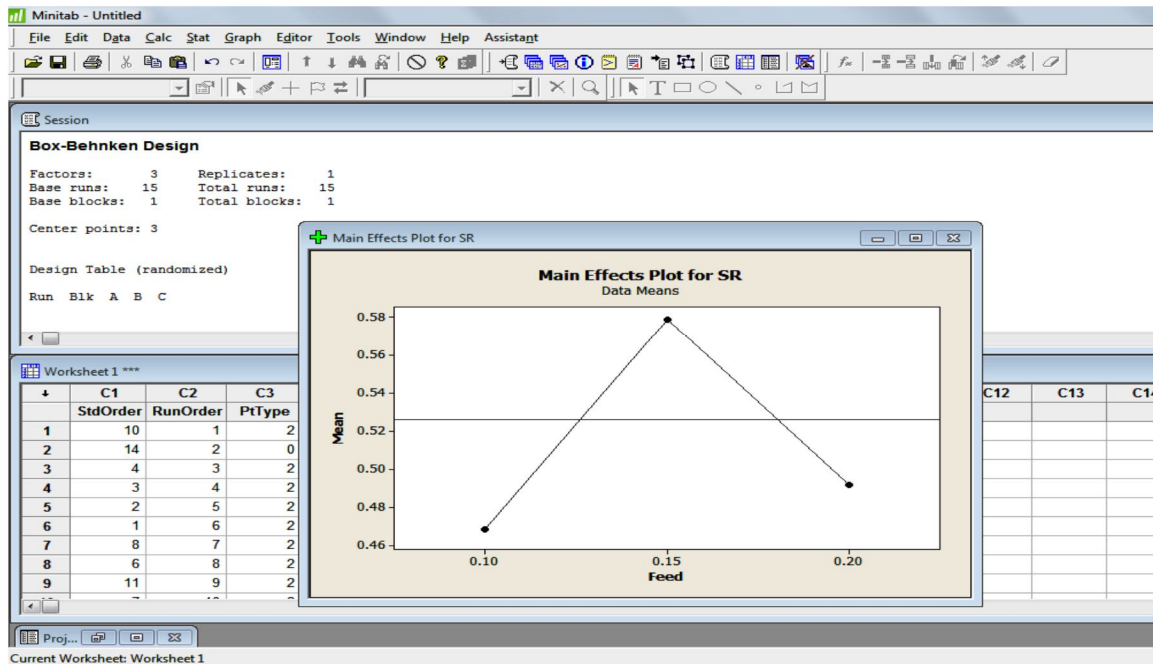 Minitab - Untitled
File Edit Data Calc Stat Graph Editor Tools Window Help Assistant
Session
Box-Behnken Design
Factors: 3 Replicates: 1
Base runs: 15 Total runs: 15
Base blocks: 1 Total blocks: 1
Center points: 3
Design Table (randomized)
Run Blk A B C
Main Effects Plot for SR
Main Effects Plot for SR
Data Means
0.58
0.56
0.54
0.52
0.50
0.48
0.46
Mean
0.10 0.15 0.20
Feed
Worksheet 1 ***
C1 C2 C3 C12 C13
StdOrder RunOrder PtType
1 10 1 2
2 14 2 0
3 4 3 2
4 3 4 2
5 2 5 2
6 1 6 2
7 8 7 2
8 6 8 2
9 11 9 2
Proj...
Current Worksheet: Worksheet 1